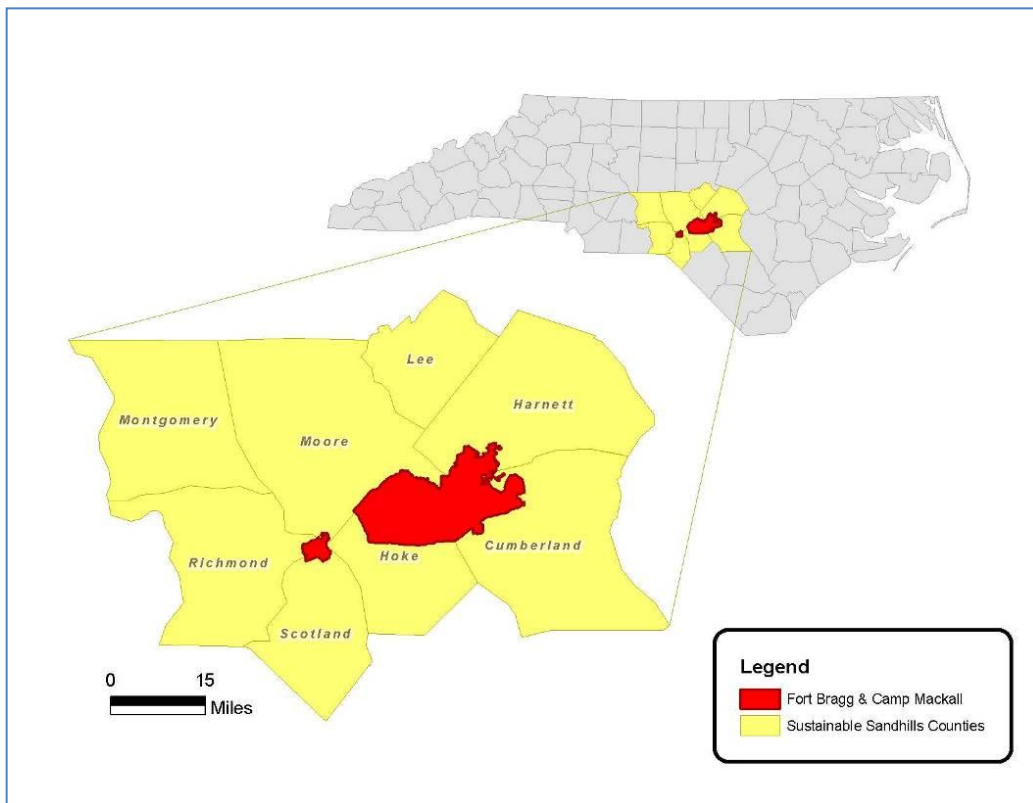 Lee
Harnett
Montgomery
Moore
Cumberland
Hoke
Richmond
Scotland
0 15
Miles
Legend
Fort Bragg & Camp Mackall
Sustainable Sandhills Counties